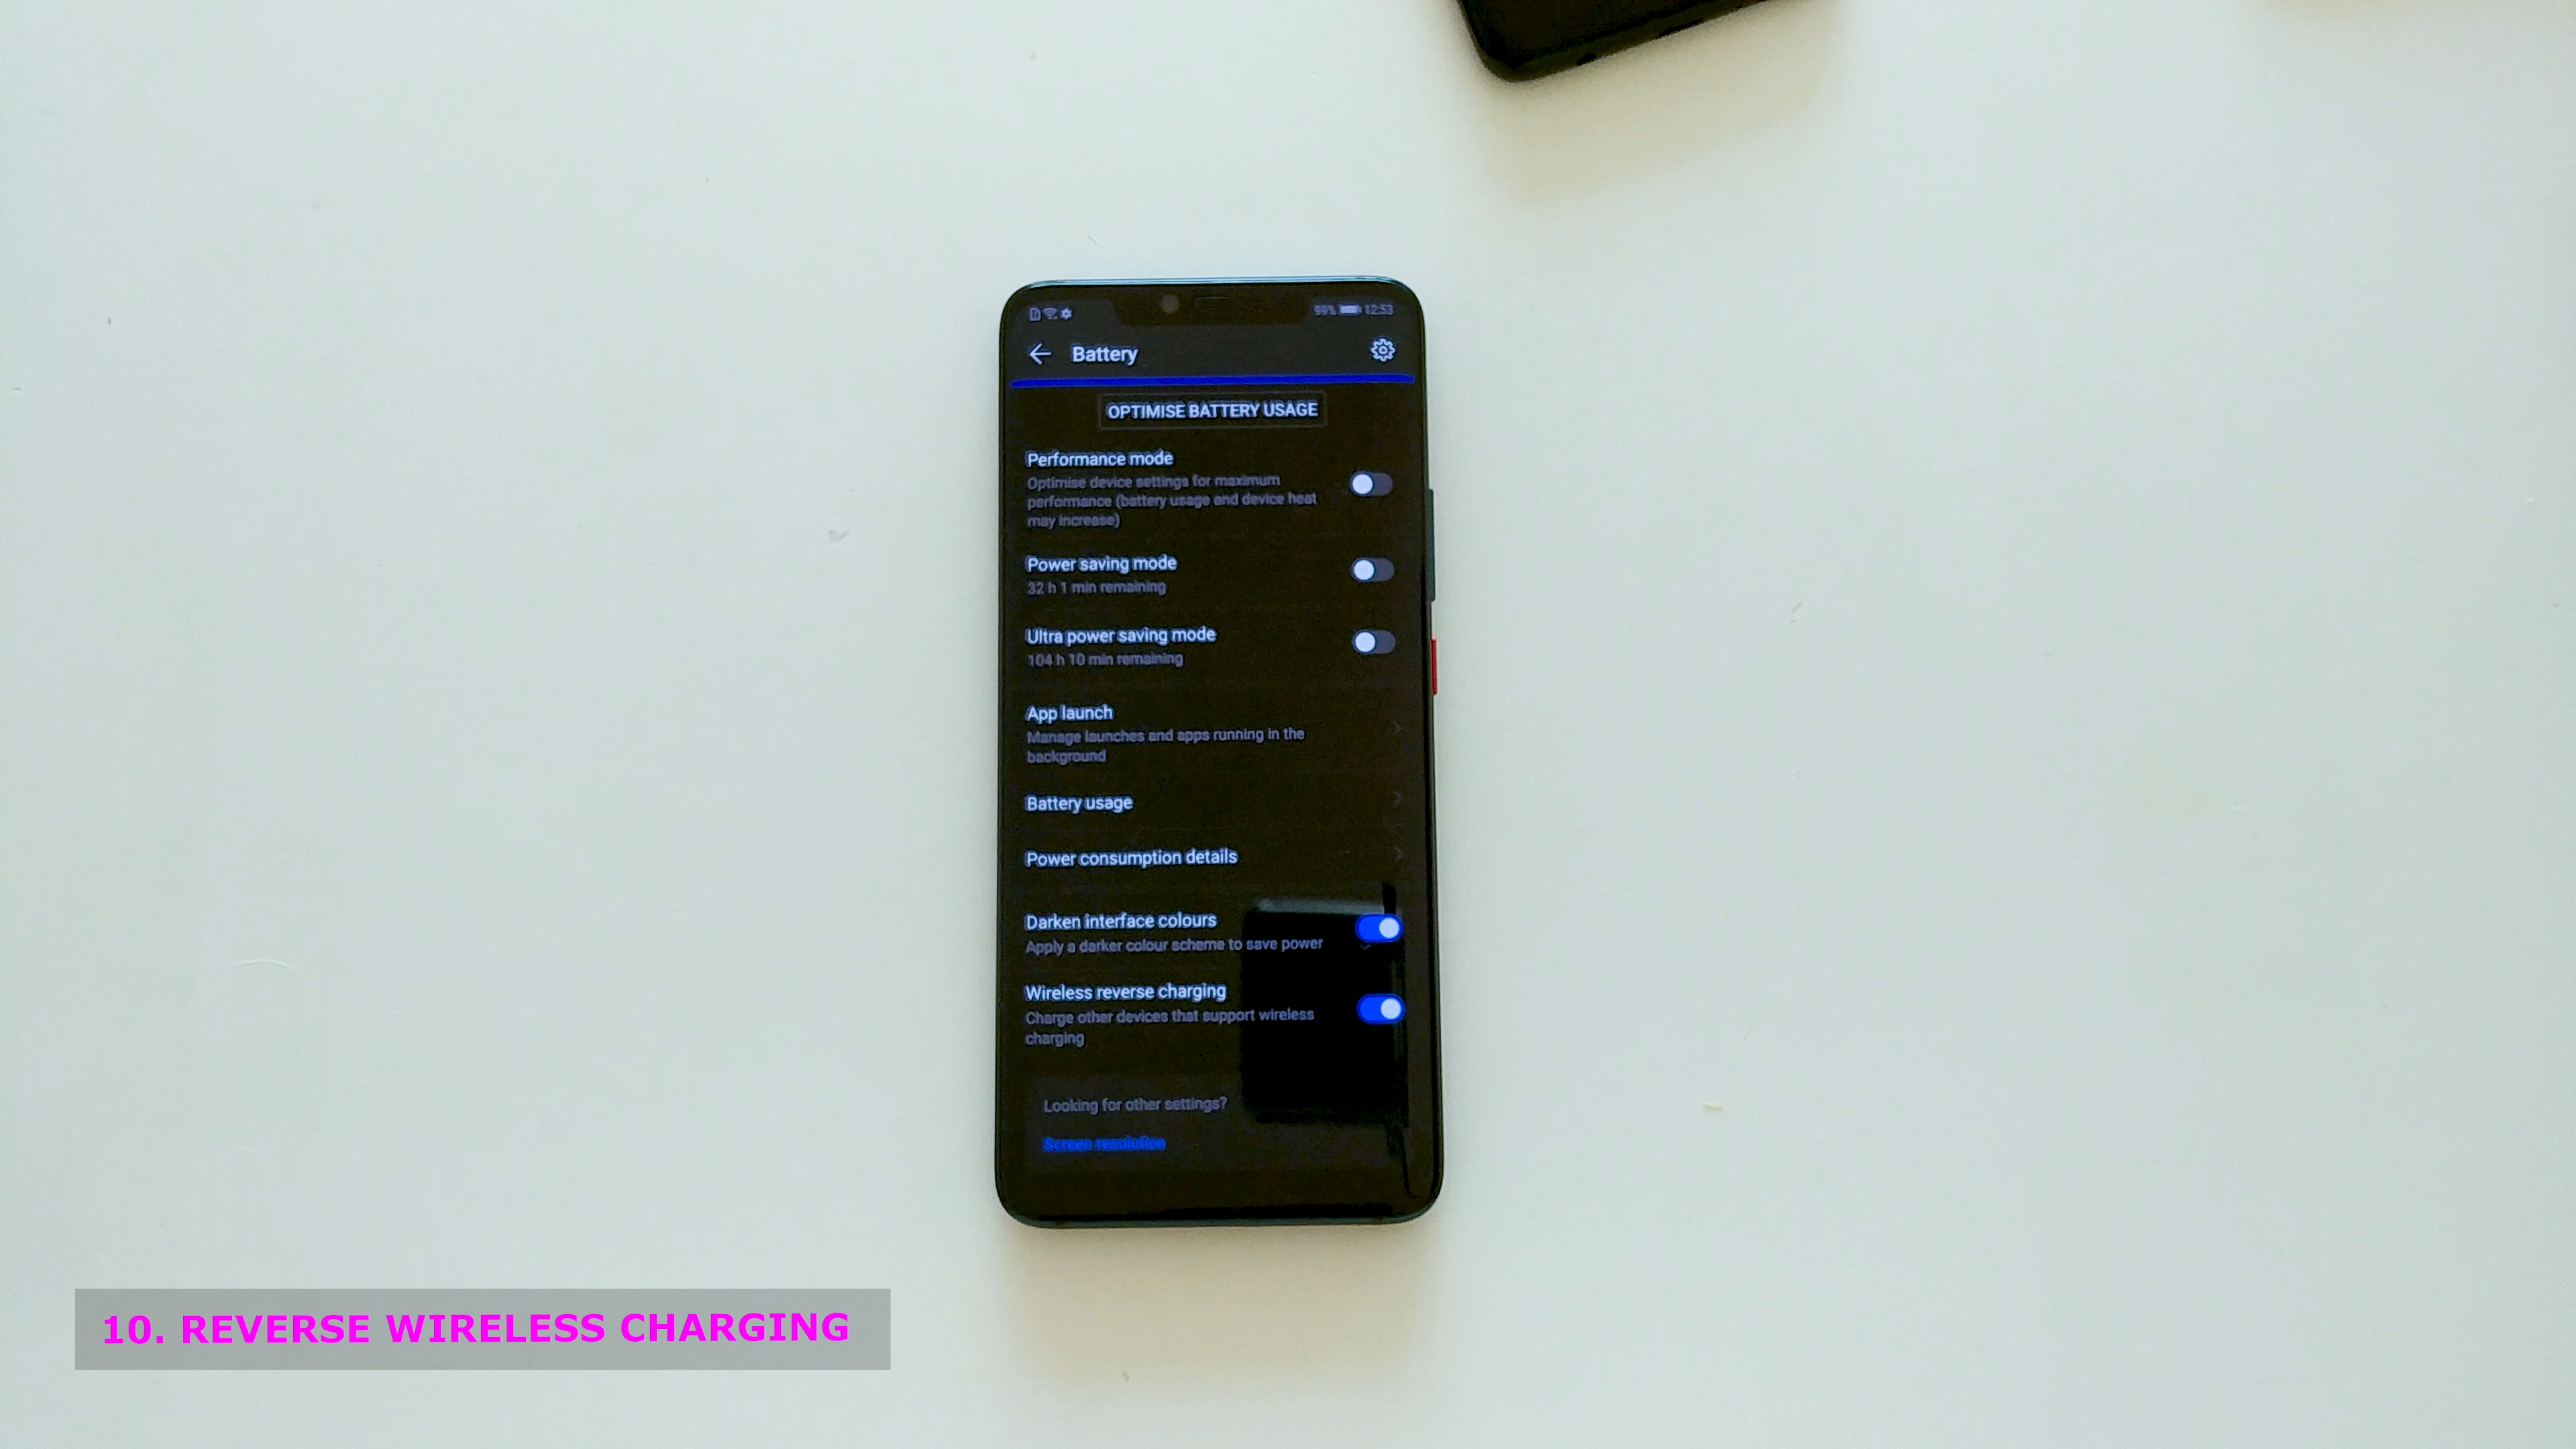 99% 12:53
Battery
OPTIMISE BATTERY USAGE
Performance mode
Optimise device settings for maximum
performance (battery usage and device heat
may increase)
Power saving mode
32 h 1 min remaining
Ultra power saving mode
104 h 10 min remaining
App launch
Manage launches and apps running in the
background
Battery usage
Power consumption details
Darken interface colours
Apply a darker colour scheme to save power
Wireless reverse charging
Charge other devices that support wireless
charging
Looking for other settings?
Screen resolution
10. REVERSE WIRELESS CHARGING